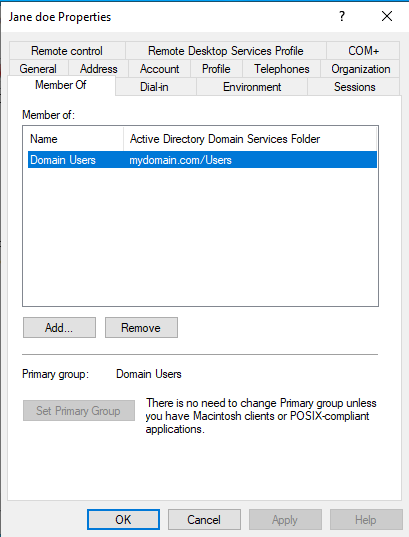 Jane doe Properties
? ×
Remote control Remote Desktop Services Profile COM+
General Address Account Profile Telephones Organization
Member Of Dial-in Environment Sessions
Member of:
Name Active Directory Domain Services Folder
Domain Users mydomain.com/Users
Add... Remove
Primary group: Domain Users
Set Primary Group
There is no need to change Primary group unless
you have Macintosh clients or POSIX-compliant
applications.
OK Cancel Apply Help